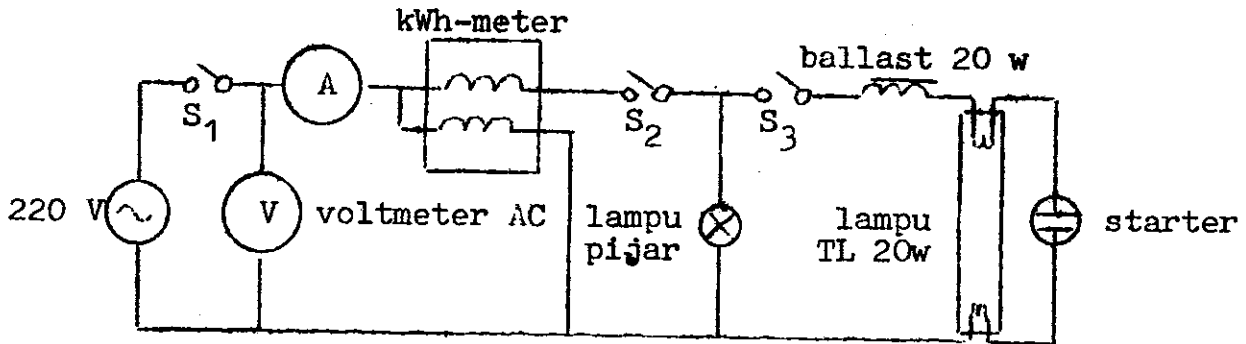 kWh-meter
ballast 20 w
A
S1
S2
S3
220 V
V
voltmeter AC
lampu
pijar
lampu
TL 20w
starter